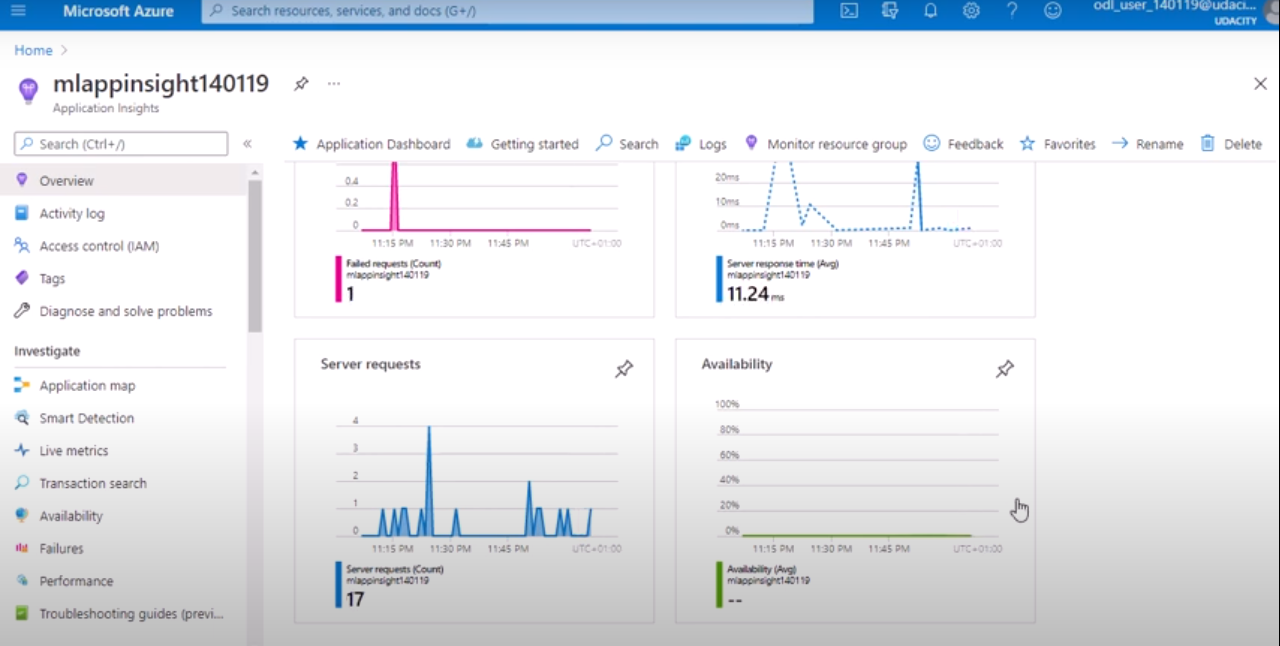 Microsoft Azure
Search resources, services, and docs (G+/)
odl_user_140119@udaci...
UDACITY
Home
mlappinsight140119
Application Insights
Search (Ctrl+/)
Application Dashboard
Getting started
Search
Logs
Monitor resource group
Feedback
Favorites
Rename
Delete
Overview
Activity log
Access control (IAM)
Tags
Diagnose and solve problems
Investigate
Application map
Smart Detection
Live metrics
Transaction search
Availability
Failures
Performance
Troubleshooting guides (previ...
0.4
0.2
0
11:15 PM 11:30 PM 11:45 PM UTC+01:00
Failed requests (Count)
mlappinsight140119
1
20ms
10ms
0ms
11:15 PM 11:30 PM 11:45 PM UTC+01:00
Server response time (Avg)
mlappinsight140119
11.24 ms
Server requests
4
3
2
1
0
11:15 PM 11:30 PM 11:45 PM UTC+01:00
Server requests (Count)
mlappinsight140119
17
Availability
100%
80%
60%
40%
20%
0%
11:15 PM 11:30 PM 11:45 PM UTC+01:00
Availability (Avg)
mlappinsight140119
--